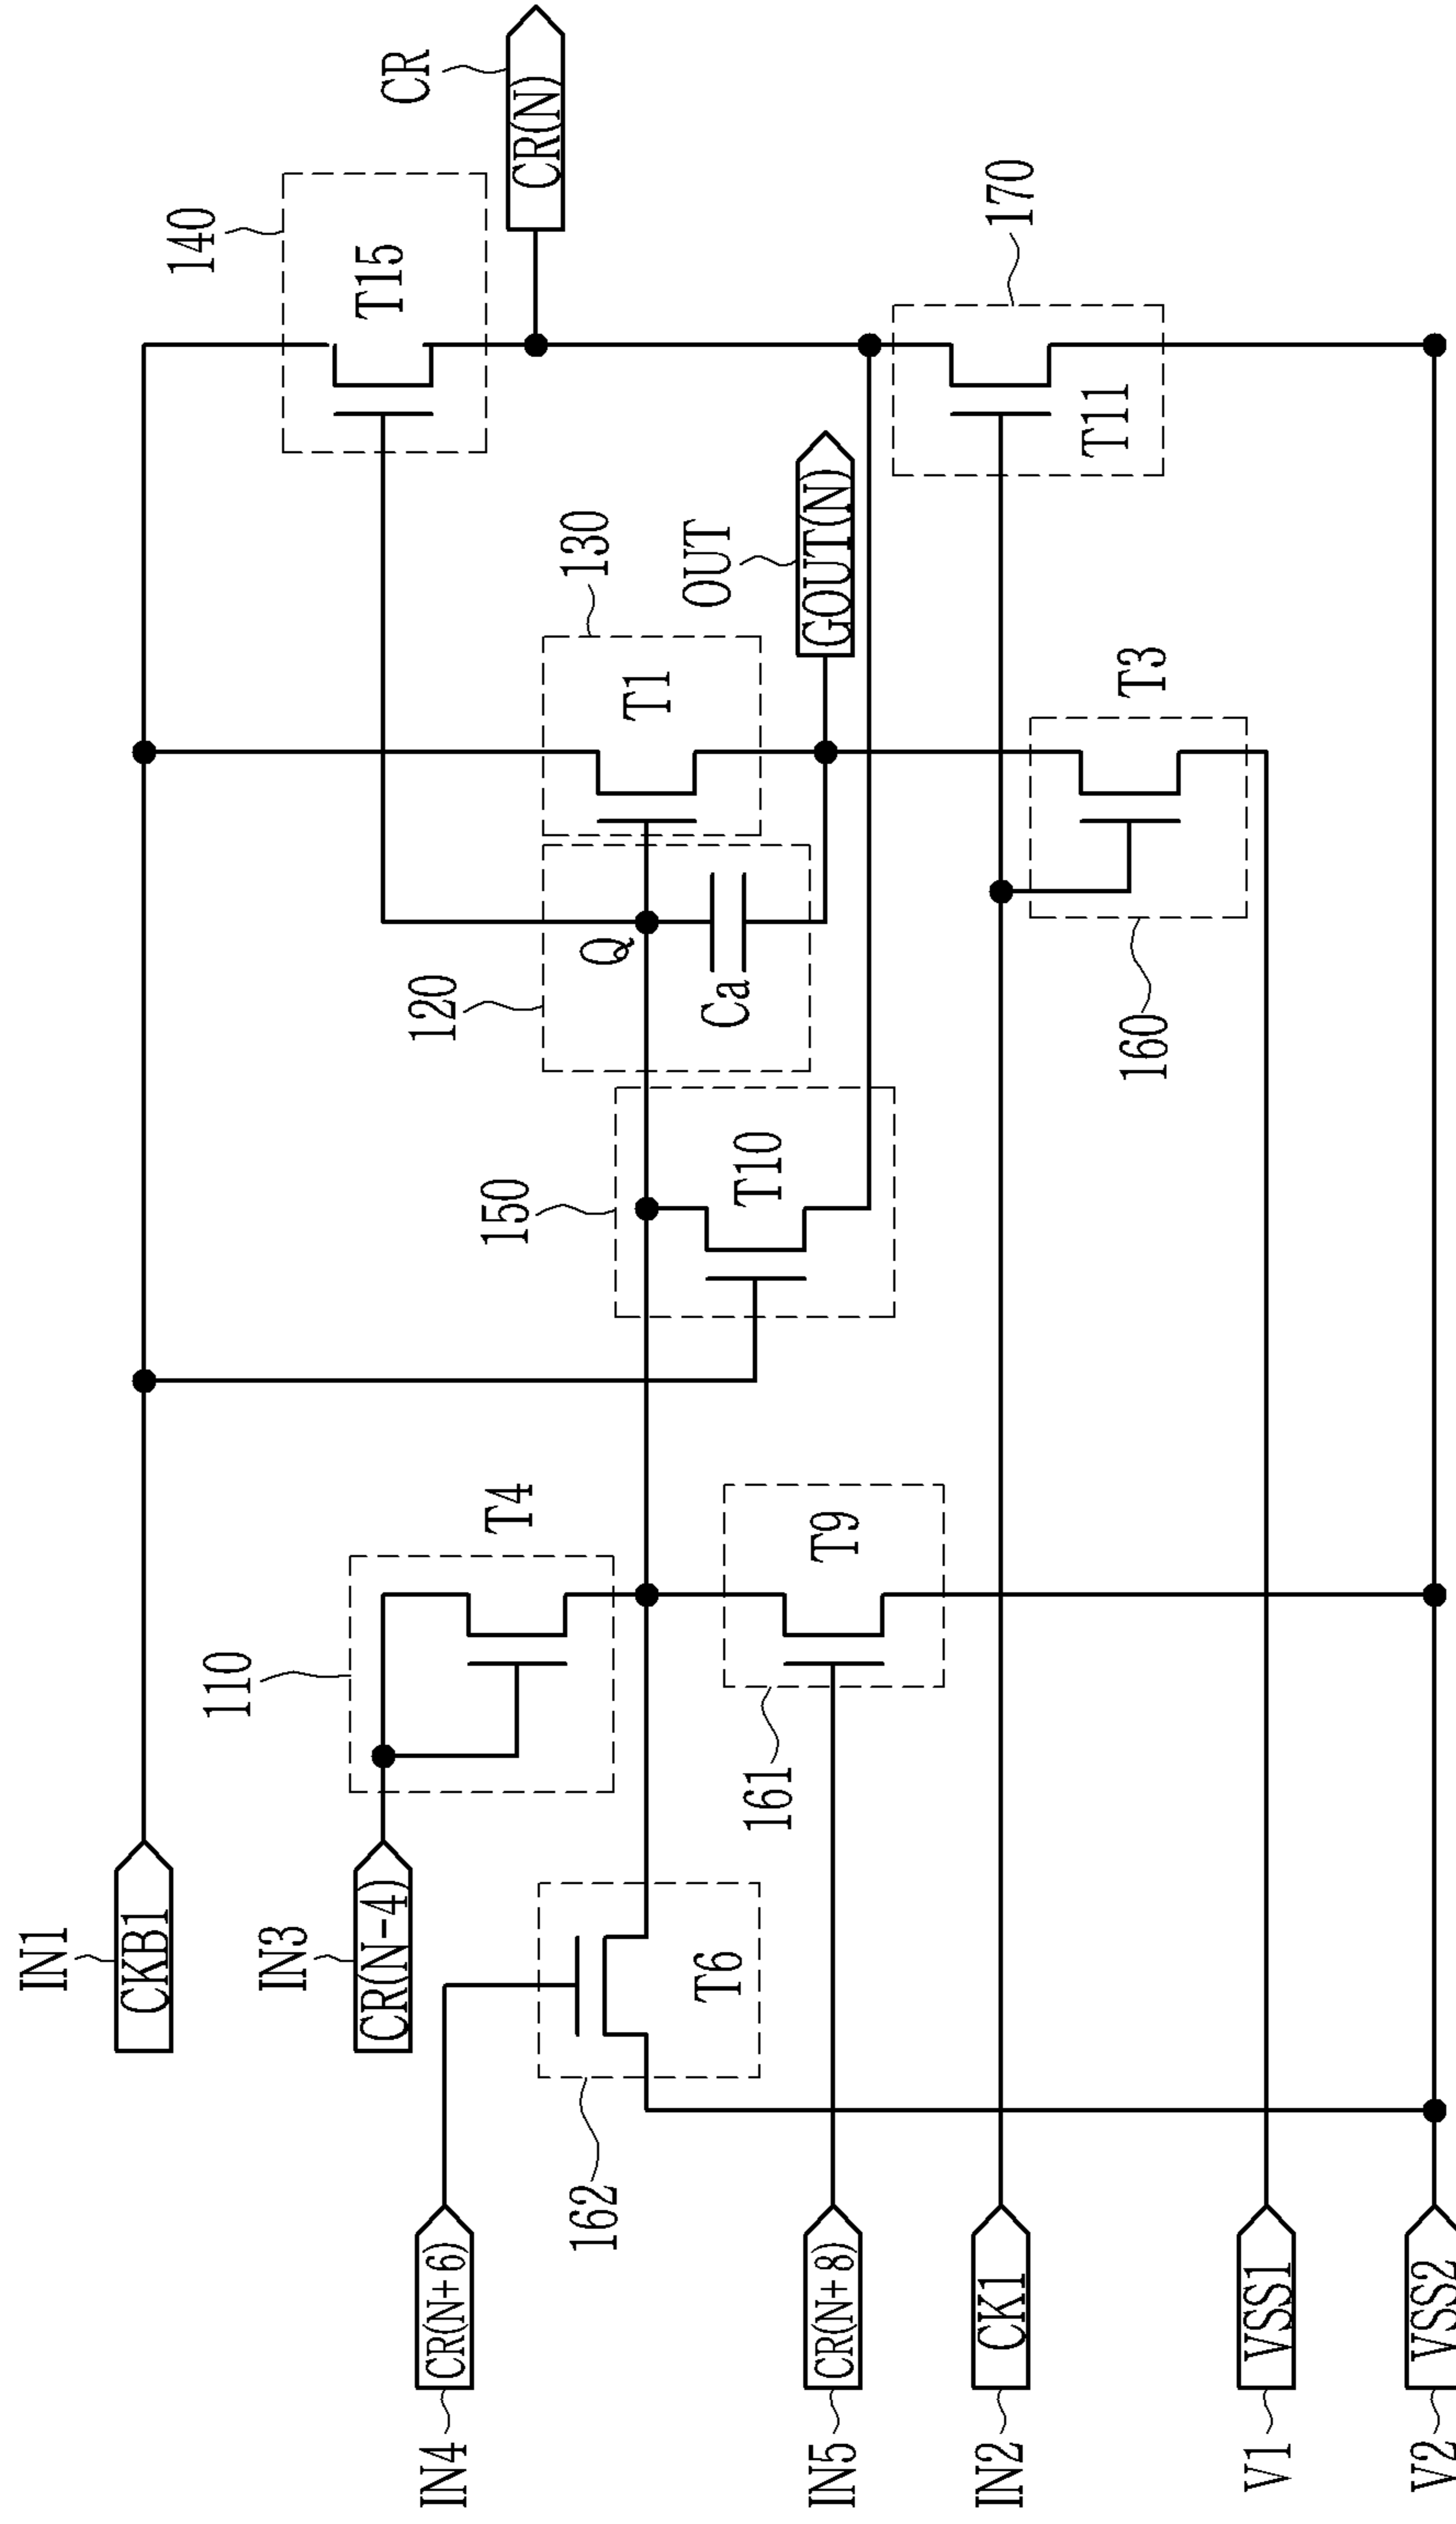 IN1
CKB1
IN3
CR(N-4)
IN4
CR(N+6)
IN5
CR(N+8)
IN2
CK1
V1
VSS1
V2
VSS2
110
T4
162
T6
161
T9
150
T10
120
Q
Ca
130
T1
140
T15
CR
CR(N)
OUT
GOUT(N)
160
T3
170
T11